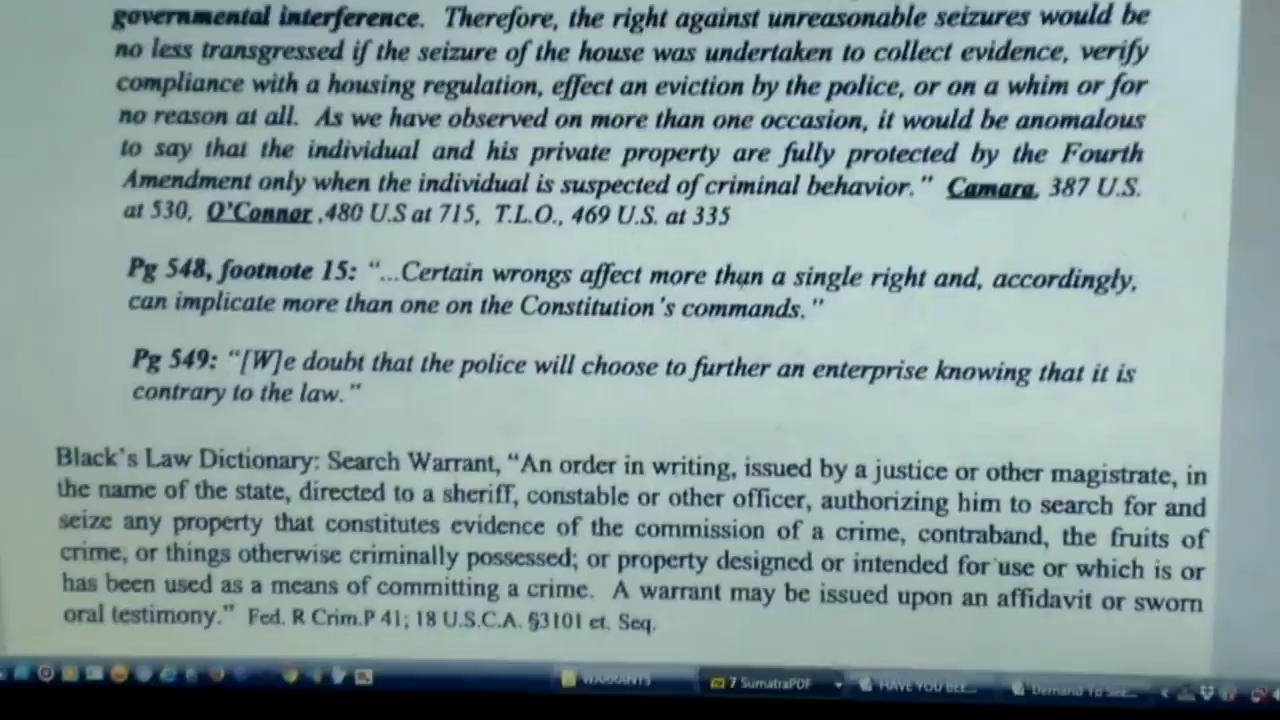 governmental interference. Therefore, the right against unreasonable seizures would be
no less transgressed if the seizure of the house was undertaken to collect evidence, verify
compliance with a housing regulation, effect an eviction by the police, or on a whim or for
no reason at all. As we have observed on more than one occasion, it would be anomalous
to say that the individual and his private property are fully protected by the Fourth
Amendment only when the individual is suspected of criminal behavior." Camara, 387 U.S.
at 530, O'Connor ,480 U.S at 715, T.L.O., 469 U.S. at 335
Pg 548, footnote 15: "...Certain wrongs affect more than a single right and, accordingly,
can implicate more than one on the Constitution's commands."
Pg 549: "[W]e doubt that the police will choose to further an enterprise knowing that it is
contrary to the law."
Black's Law Dictionary: Search Warrant, "An order in writing, issued by a justice or other magistrate, in
the name of the state, directed to a sheriff, constable or other officer, authorizing him to search for and
seize any property that constitutes evidence of the commission of a crime, contraband, the fruits of
crime, or things otherwise criminally possessed; or property designed or intended for use or which is or
has been used as a means of committing a crime. A warrant may be issued upon an affidavit or sworn
oral testimony." Fed. R Crim.P 41; 18 U.S.C.A. §3101 et. Seq.
WARRANTS 7 SumatraPDF HAVE YOU BEE... Demand To See...